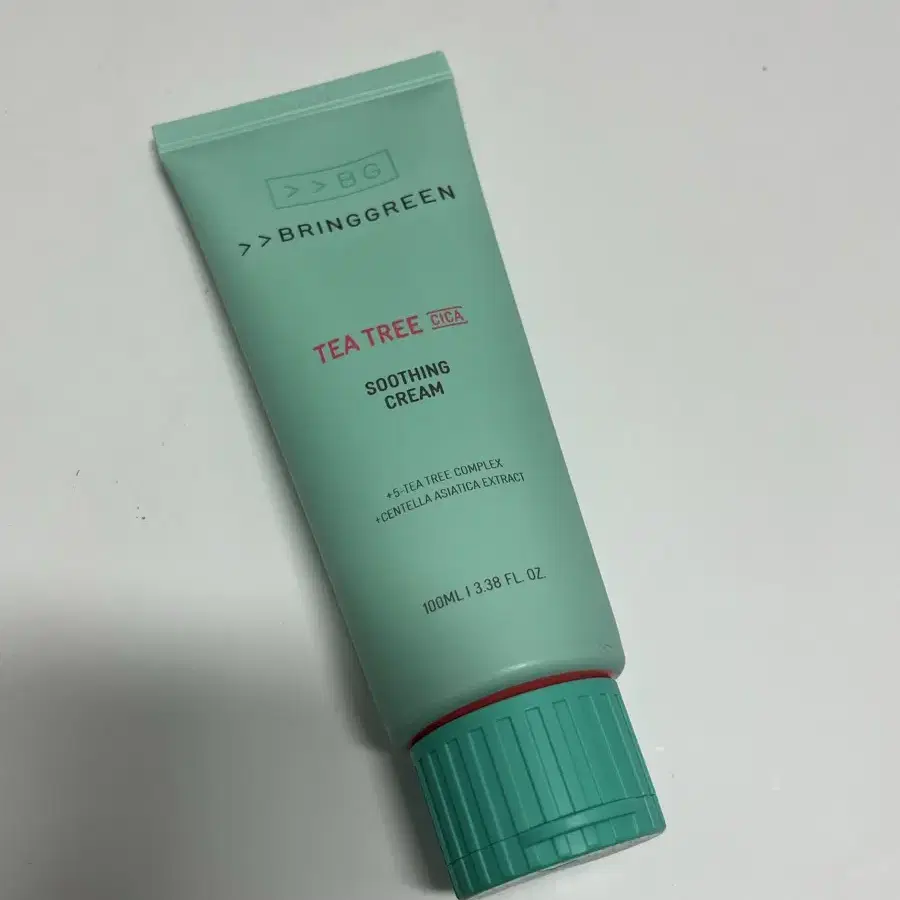 >>BG
>>BRINGGREEN
TEA TREE CICA
SOOTHING
CREAM
+5-TEA TREE COMPLEX
+CENTELLA ASIATICA EXTRACT
100ML I 3.38 FL. OZ.